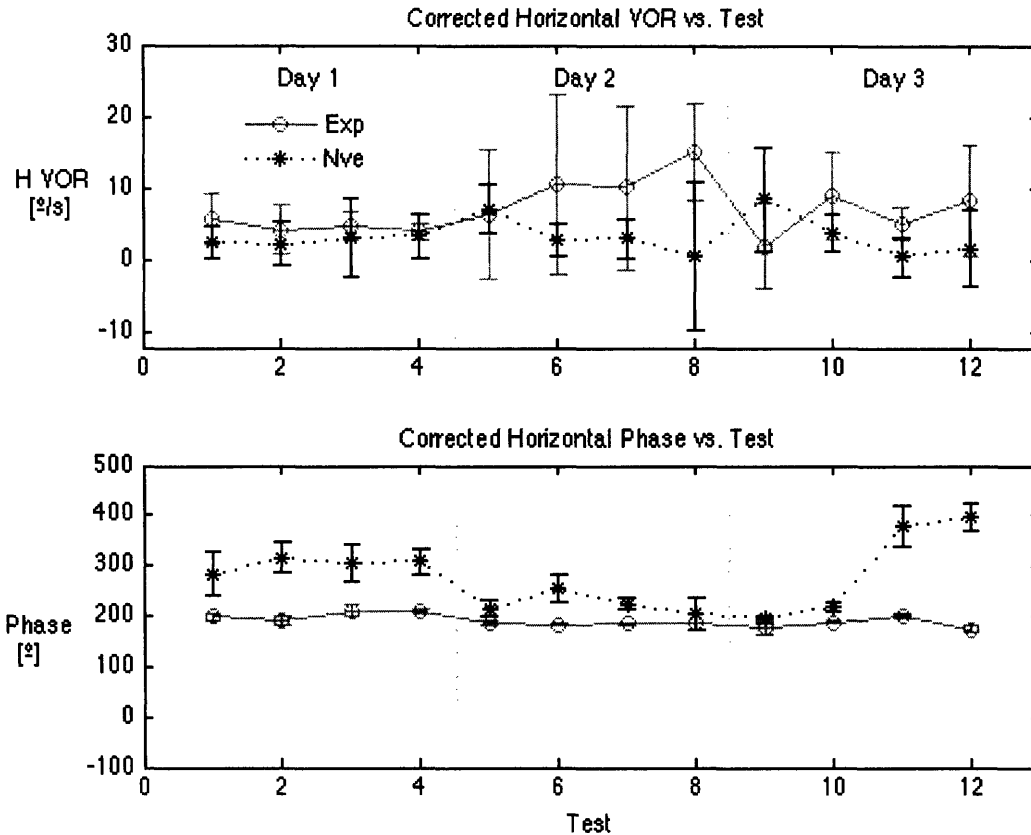 Corrected Horizontal VOR vs. Test
30
Day 1
Day 2
Day 3
20
Exp
Nve
H VOR
[º/s]
10
0
-10
0
2
4
6
8
10
12
Corrected Horizontal Phase vs. Test
500
400
300
200
Phase
[º]
100
0
-100
0
2
4
6
8
10
12
Test